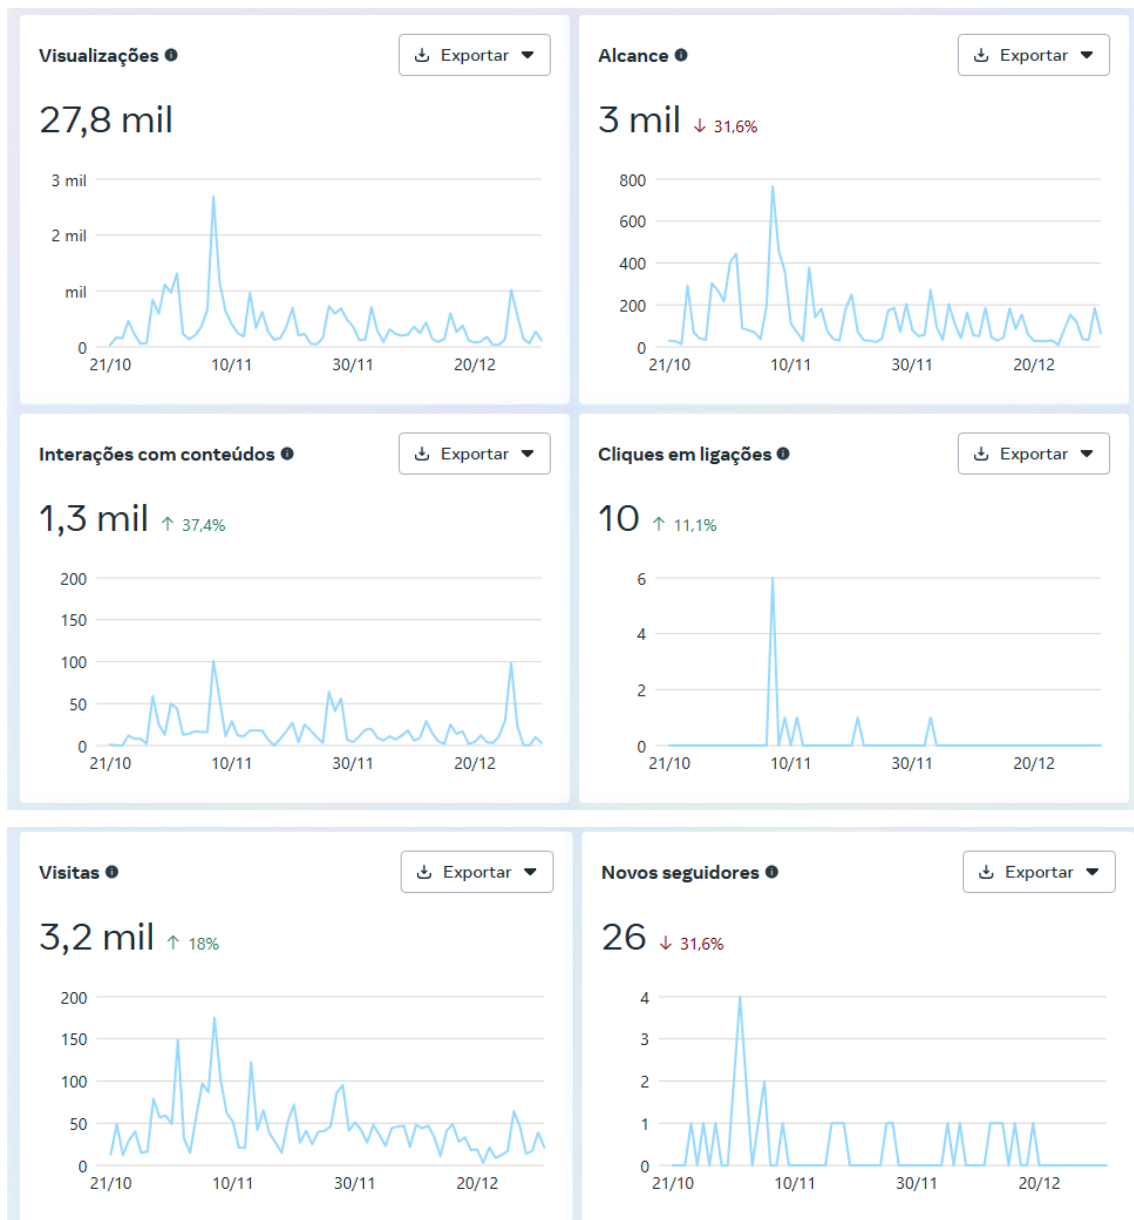 Visualizações
Exportar
27,8 mil
3 mil
2 mil
mil
0
21/10 10/11 30/11 20/12
Alcance
Exportar
3 mil ↓ 31,6%
800
600
400
200
0
21/10 10/11 30/11 20/12
Interações com conteúdos
Exportar
1,3 mil ↑ 37,4%
200
150
100
50
0
21/10 10/11 30/11 20/12
Cliques em ligações
Exportar
10 ↑ 11,1%
6
4
2
0
21/10 10/11 30/11 20/12
Visitas
Exportar
3,2 mil ↑ 18%
200
150
100
50
0
21/10 10/11 30/11 20/12
Novos seguidores
Exportar
26 ↓ 31,6%
4
3
2
1
0
21/10 10/11 30/11 20/12